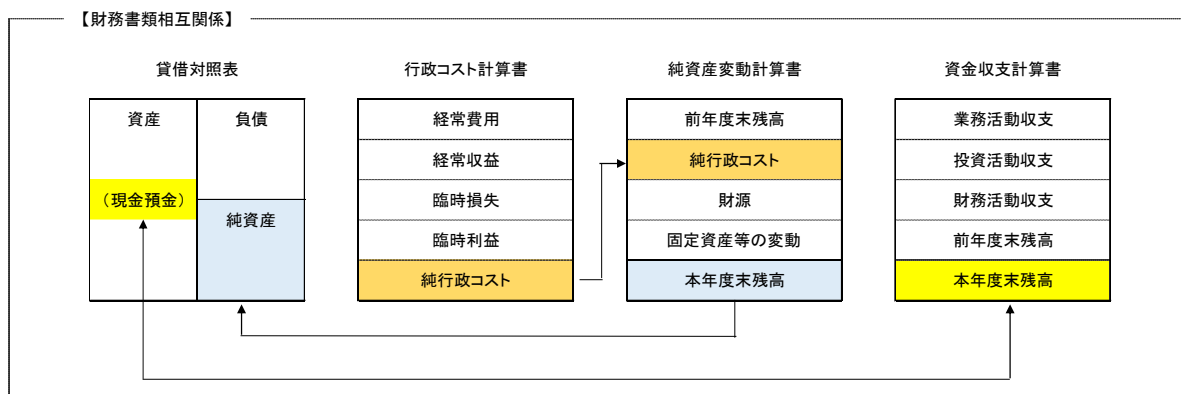 【財務書類相互関係】
貸借対照表
資産
負債
(現金預金)
純資産
行政コスト計算書
経常費用
経常収益
臨時損失
臨時利益
純行政コスト
純資産変動計算書
前年度末残高
純行政コスト
財源
固定資産等の変動
本年度末残高
資金収支計算書
業務活動収支
投資活動収支
財務活動収支
前年度末残高
本年度末残高